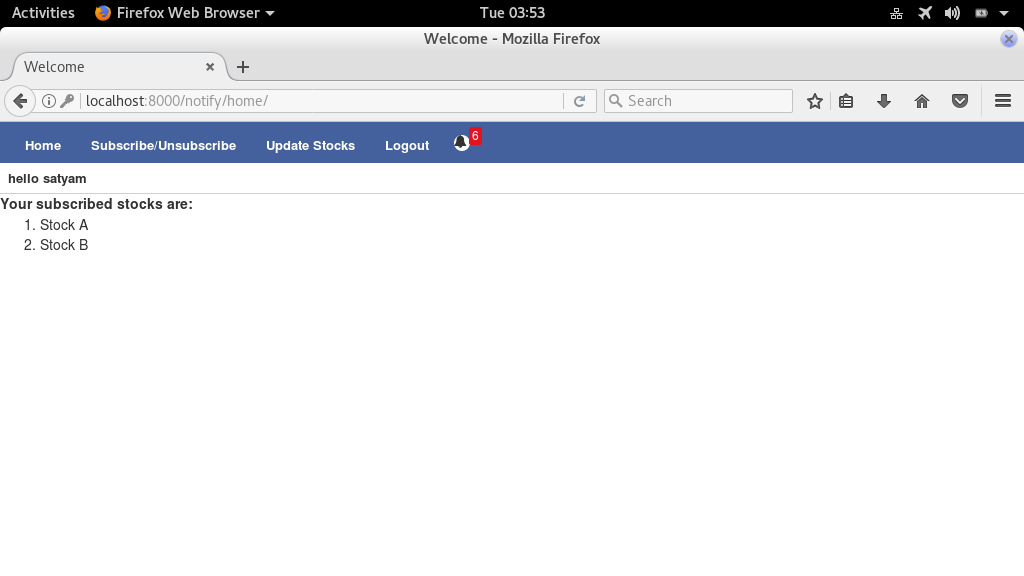 Activities Firefox Web Browser Tue 03:53
Welcome - Mozilla Firefox
Welcome
localhost:8000/notify/home/ Search
Home Subscribe/Unsubscribe Update Stocks Logout 6
hello satyam
Your subscribed stocks are:
1. Stock A
2. Stock B